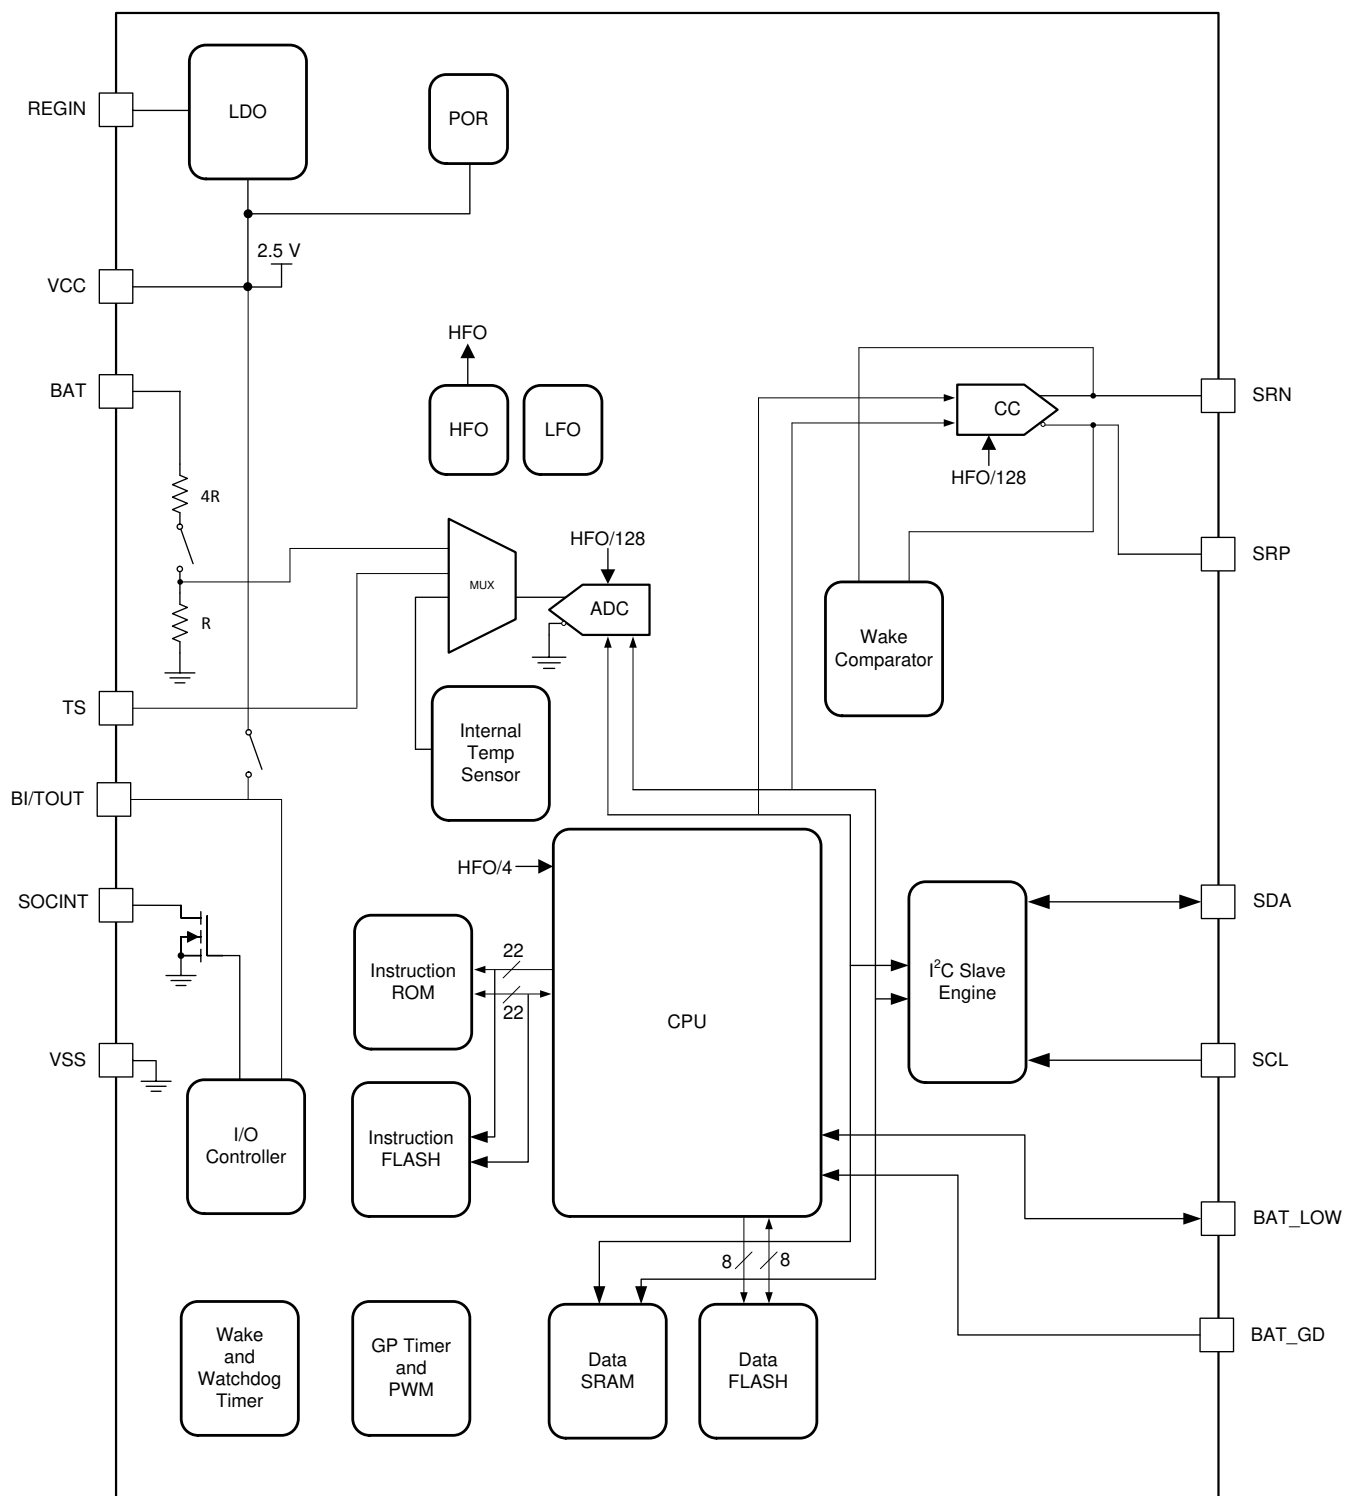 REGIN
LDO
POR
2.5 V
VCC
HFO
BAT
HFO
LFO
CC
SRN
HFO/128
4R
HFO/128
SRP
MUX
ADC
R
Wake
Comparator
TS
Internal
Temp
Sensor
BI/TOUT
HFO/4
SOCINT
SDA
22
Instruction
ROM
I²C Slave
Engine
22
CPU
VSS
SCL
I/O
Controller
Instruction
FLASH
BAT_LOW
8
8
BAT_GD
Wake
and
Watchdog
Timer
GP Timer
and
PWM
Data
SRAM
Data
FLASH